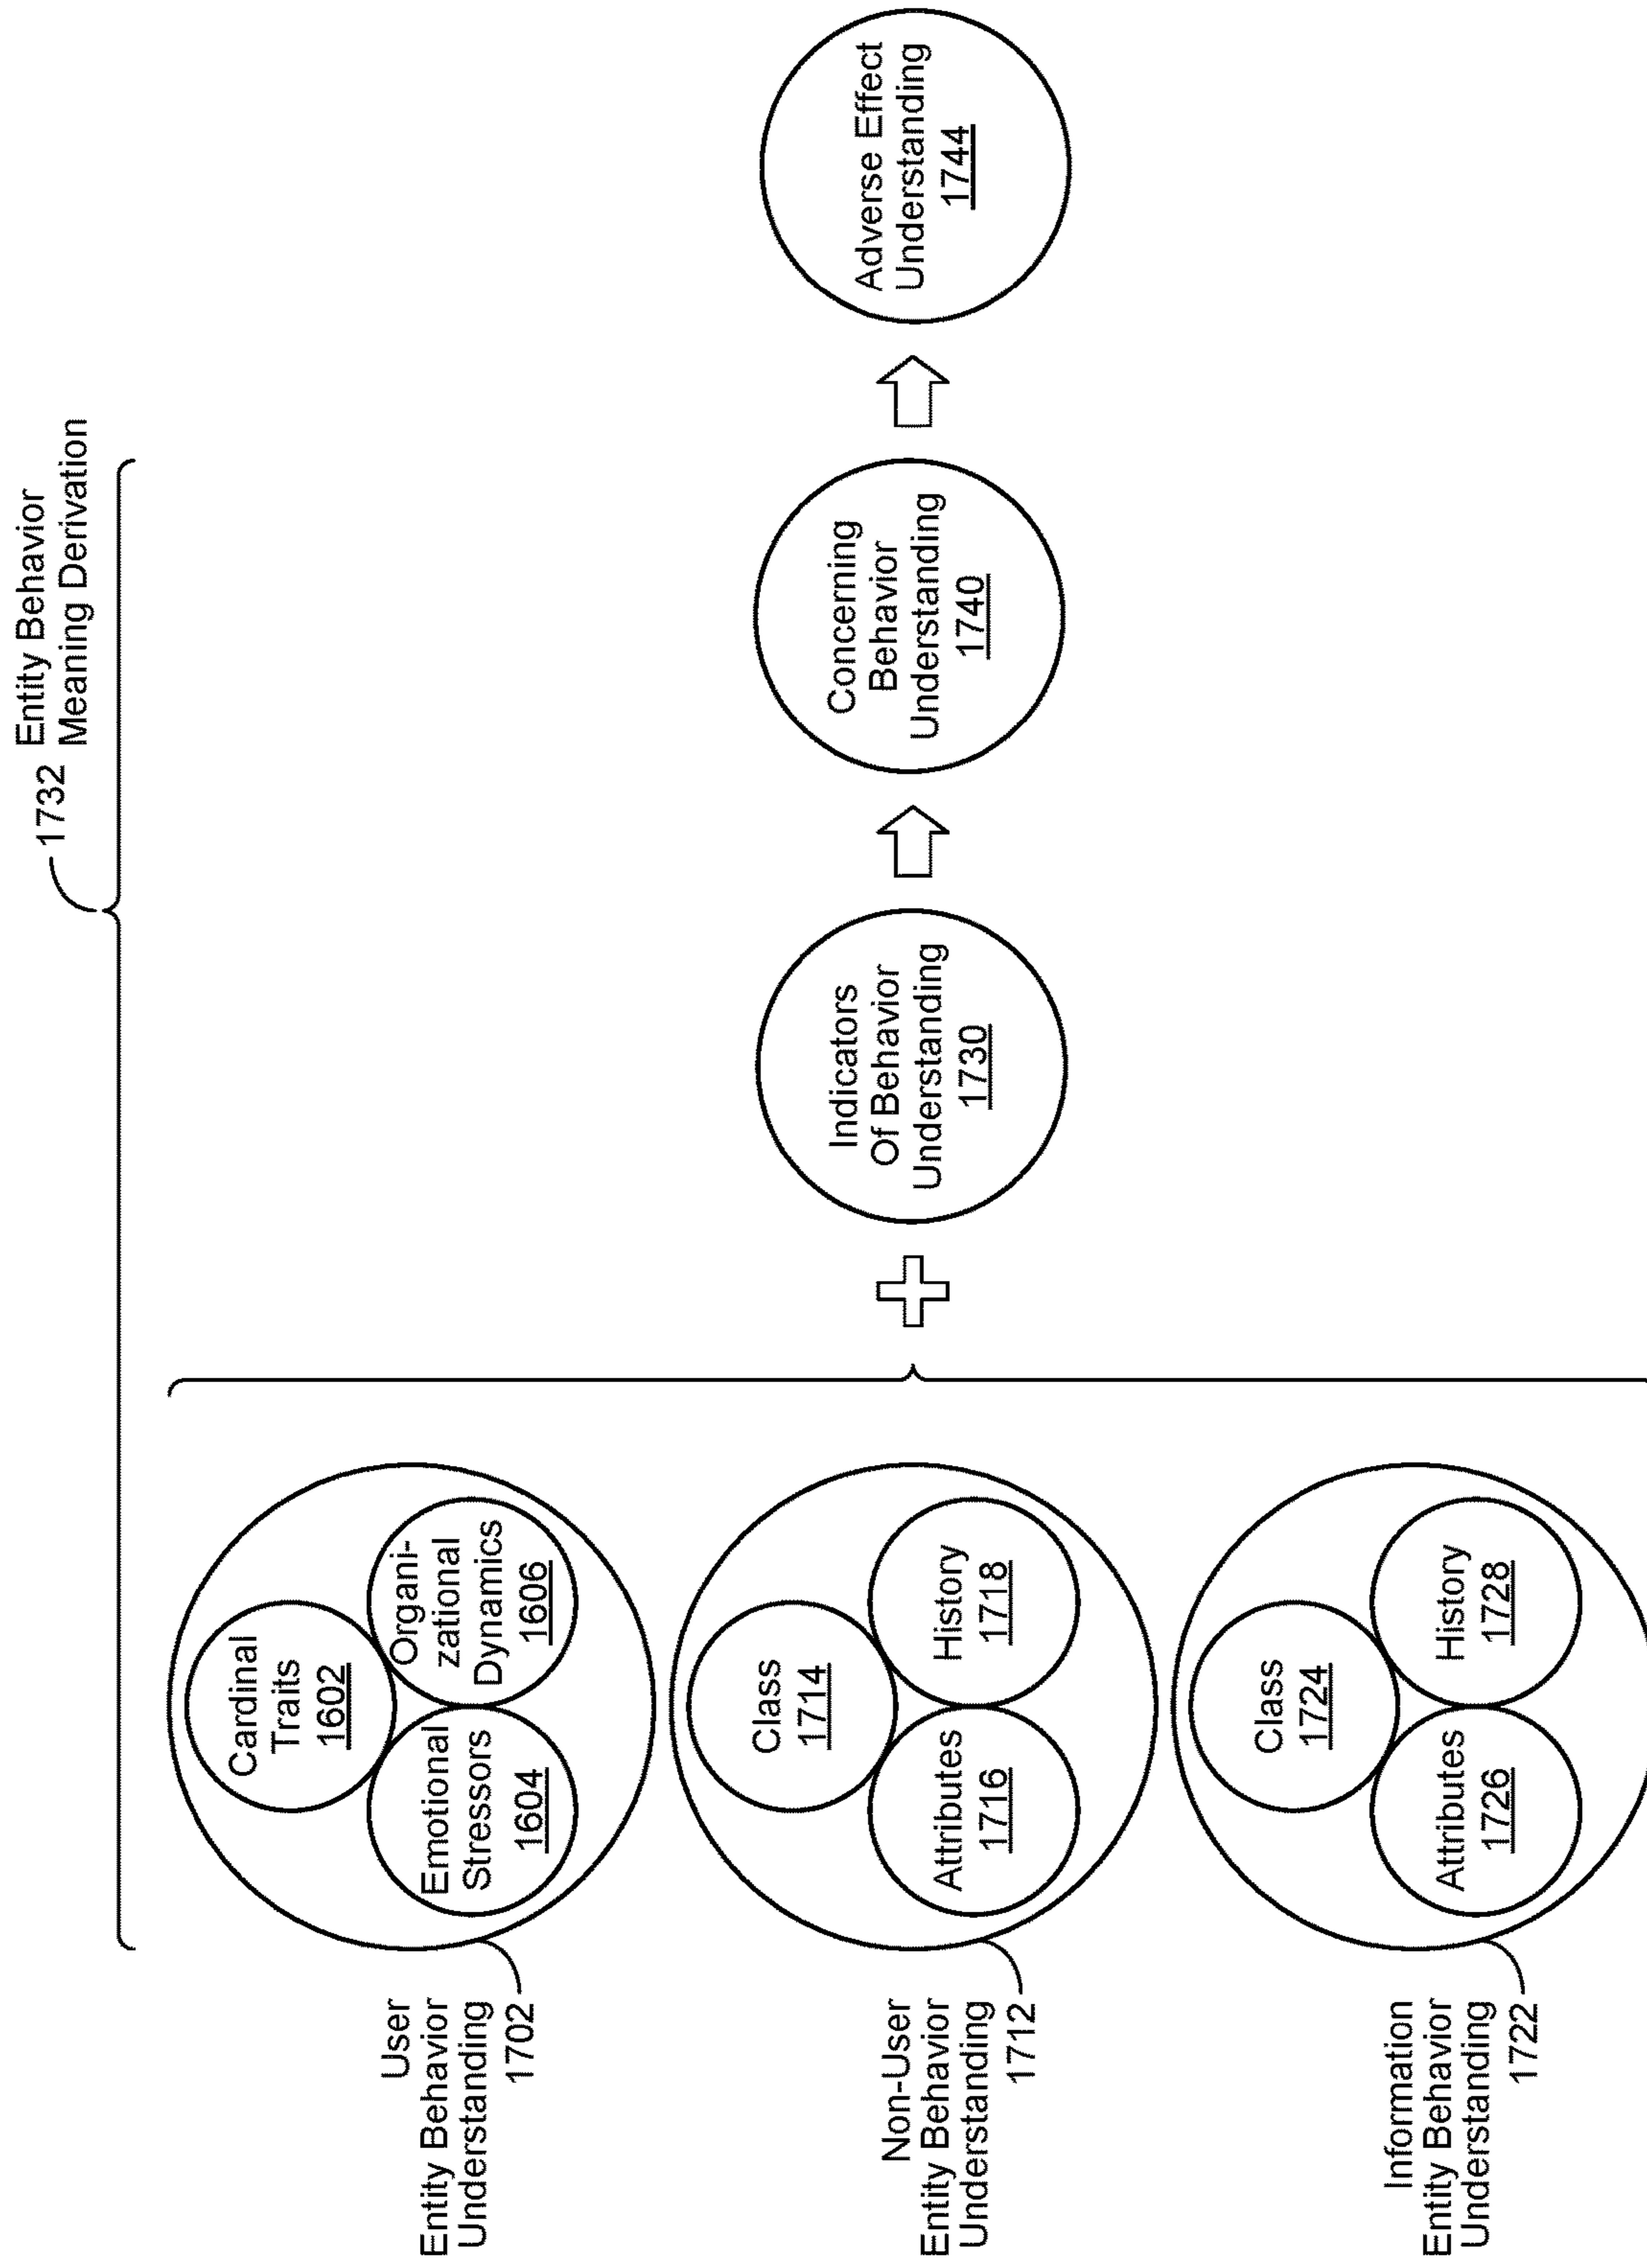 1732
Entity Behavior
Meaning Derivation
User
Entity Behavior
Understanding
1702
Cardinal
Traits
1602
Emotional
Stressors
1604
Organi-
zational
Dynamics
1606
Non-User
Entity Behavior
Understanding
1712
Class
1714
Attributes
1716
History
1718
Information
Entity Behavior
Understanding
1722
Class
1724
Attributes
1726
History
1728
Indicators
Of Behavior
Understanding
1730
Concerning
Behavior
Understanding
1740
Adverse Effect
Understanding
1744